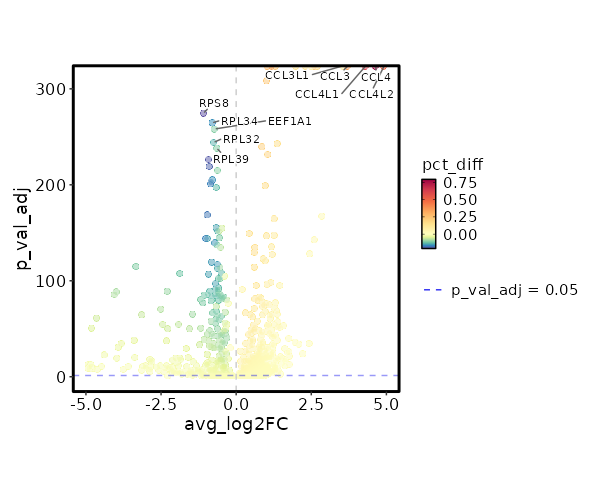 CCL3L1
CCL3
CCL4
CCL4L1
CCL4L2
RPS8
RPL34
EEF1A1
RPL32
RPL39
300
200
100
0
p_val_adj
-5.0
-2.5
0.0
2.5
5.0
avg_log2FC
pct_diff
0.75
0.50
0.25
0.00
p_val_adj = 0.05